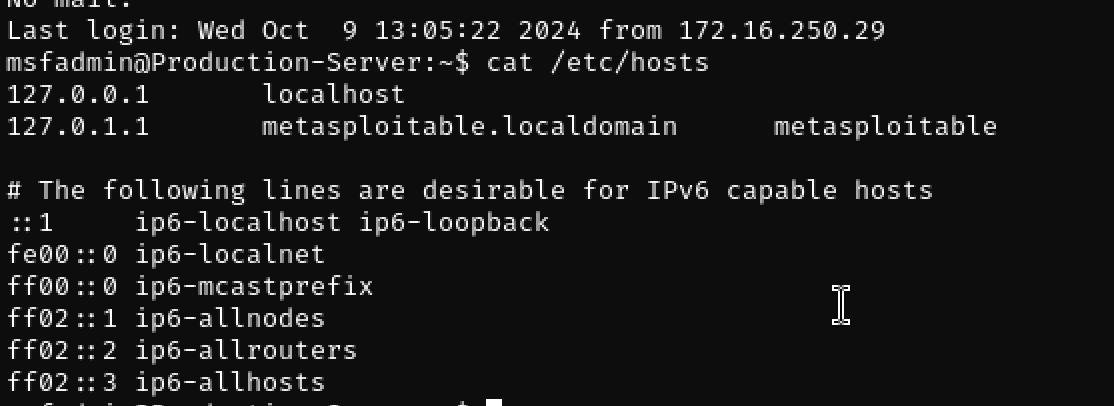 No mail.
Last login: Wed Oct  9 13:05:22 2024 from 172.16.250.29
msfadmin@Production-Server:~$ cat /etc/hosts
127.0.0.1       localhost
127.0.1.1       metasploitable.localdomain      metasploitable
# The following lines are desirable for IPv6 capable hosts
::1     ip6-localhost ip6-loopback
fe00::0 ip6-localnet
ff00::0 ip6-mcastprefix
ff02::1 ip6-allnodes
ff02::2 ip6-allrouters
ff02::3 ip6-allhosts